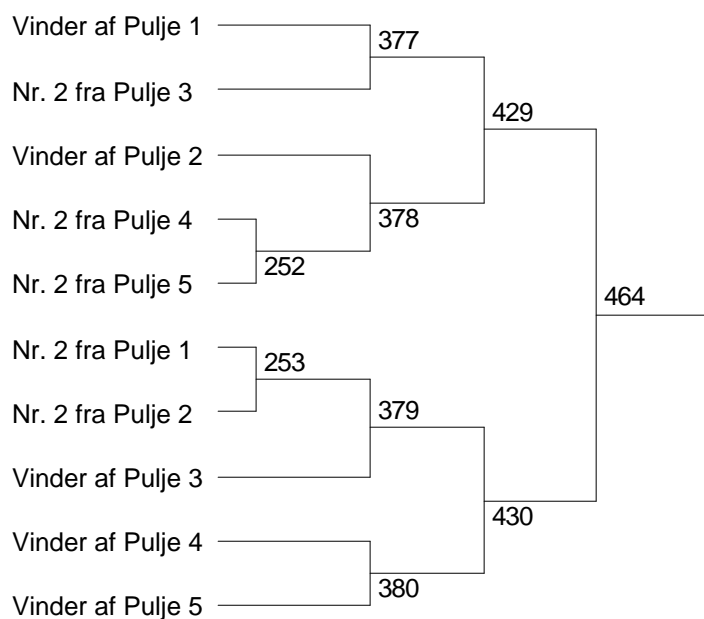 Vinder af Pulje 1
377
Nr. 2 fra Pulje 3
429
Vinder af Pulje 2
Nr. 2 fra Pulje 4
378
252
Nr. 2 fra Pulje 5
464
Nr. 2 fra Pulje 1
253
Nr. 2 fra Pulje 2
379
Vinder af Pulje 3
430
Vinder af Pulje 4
380
Vinder af Pulje 5